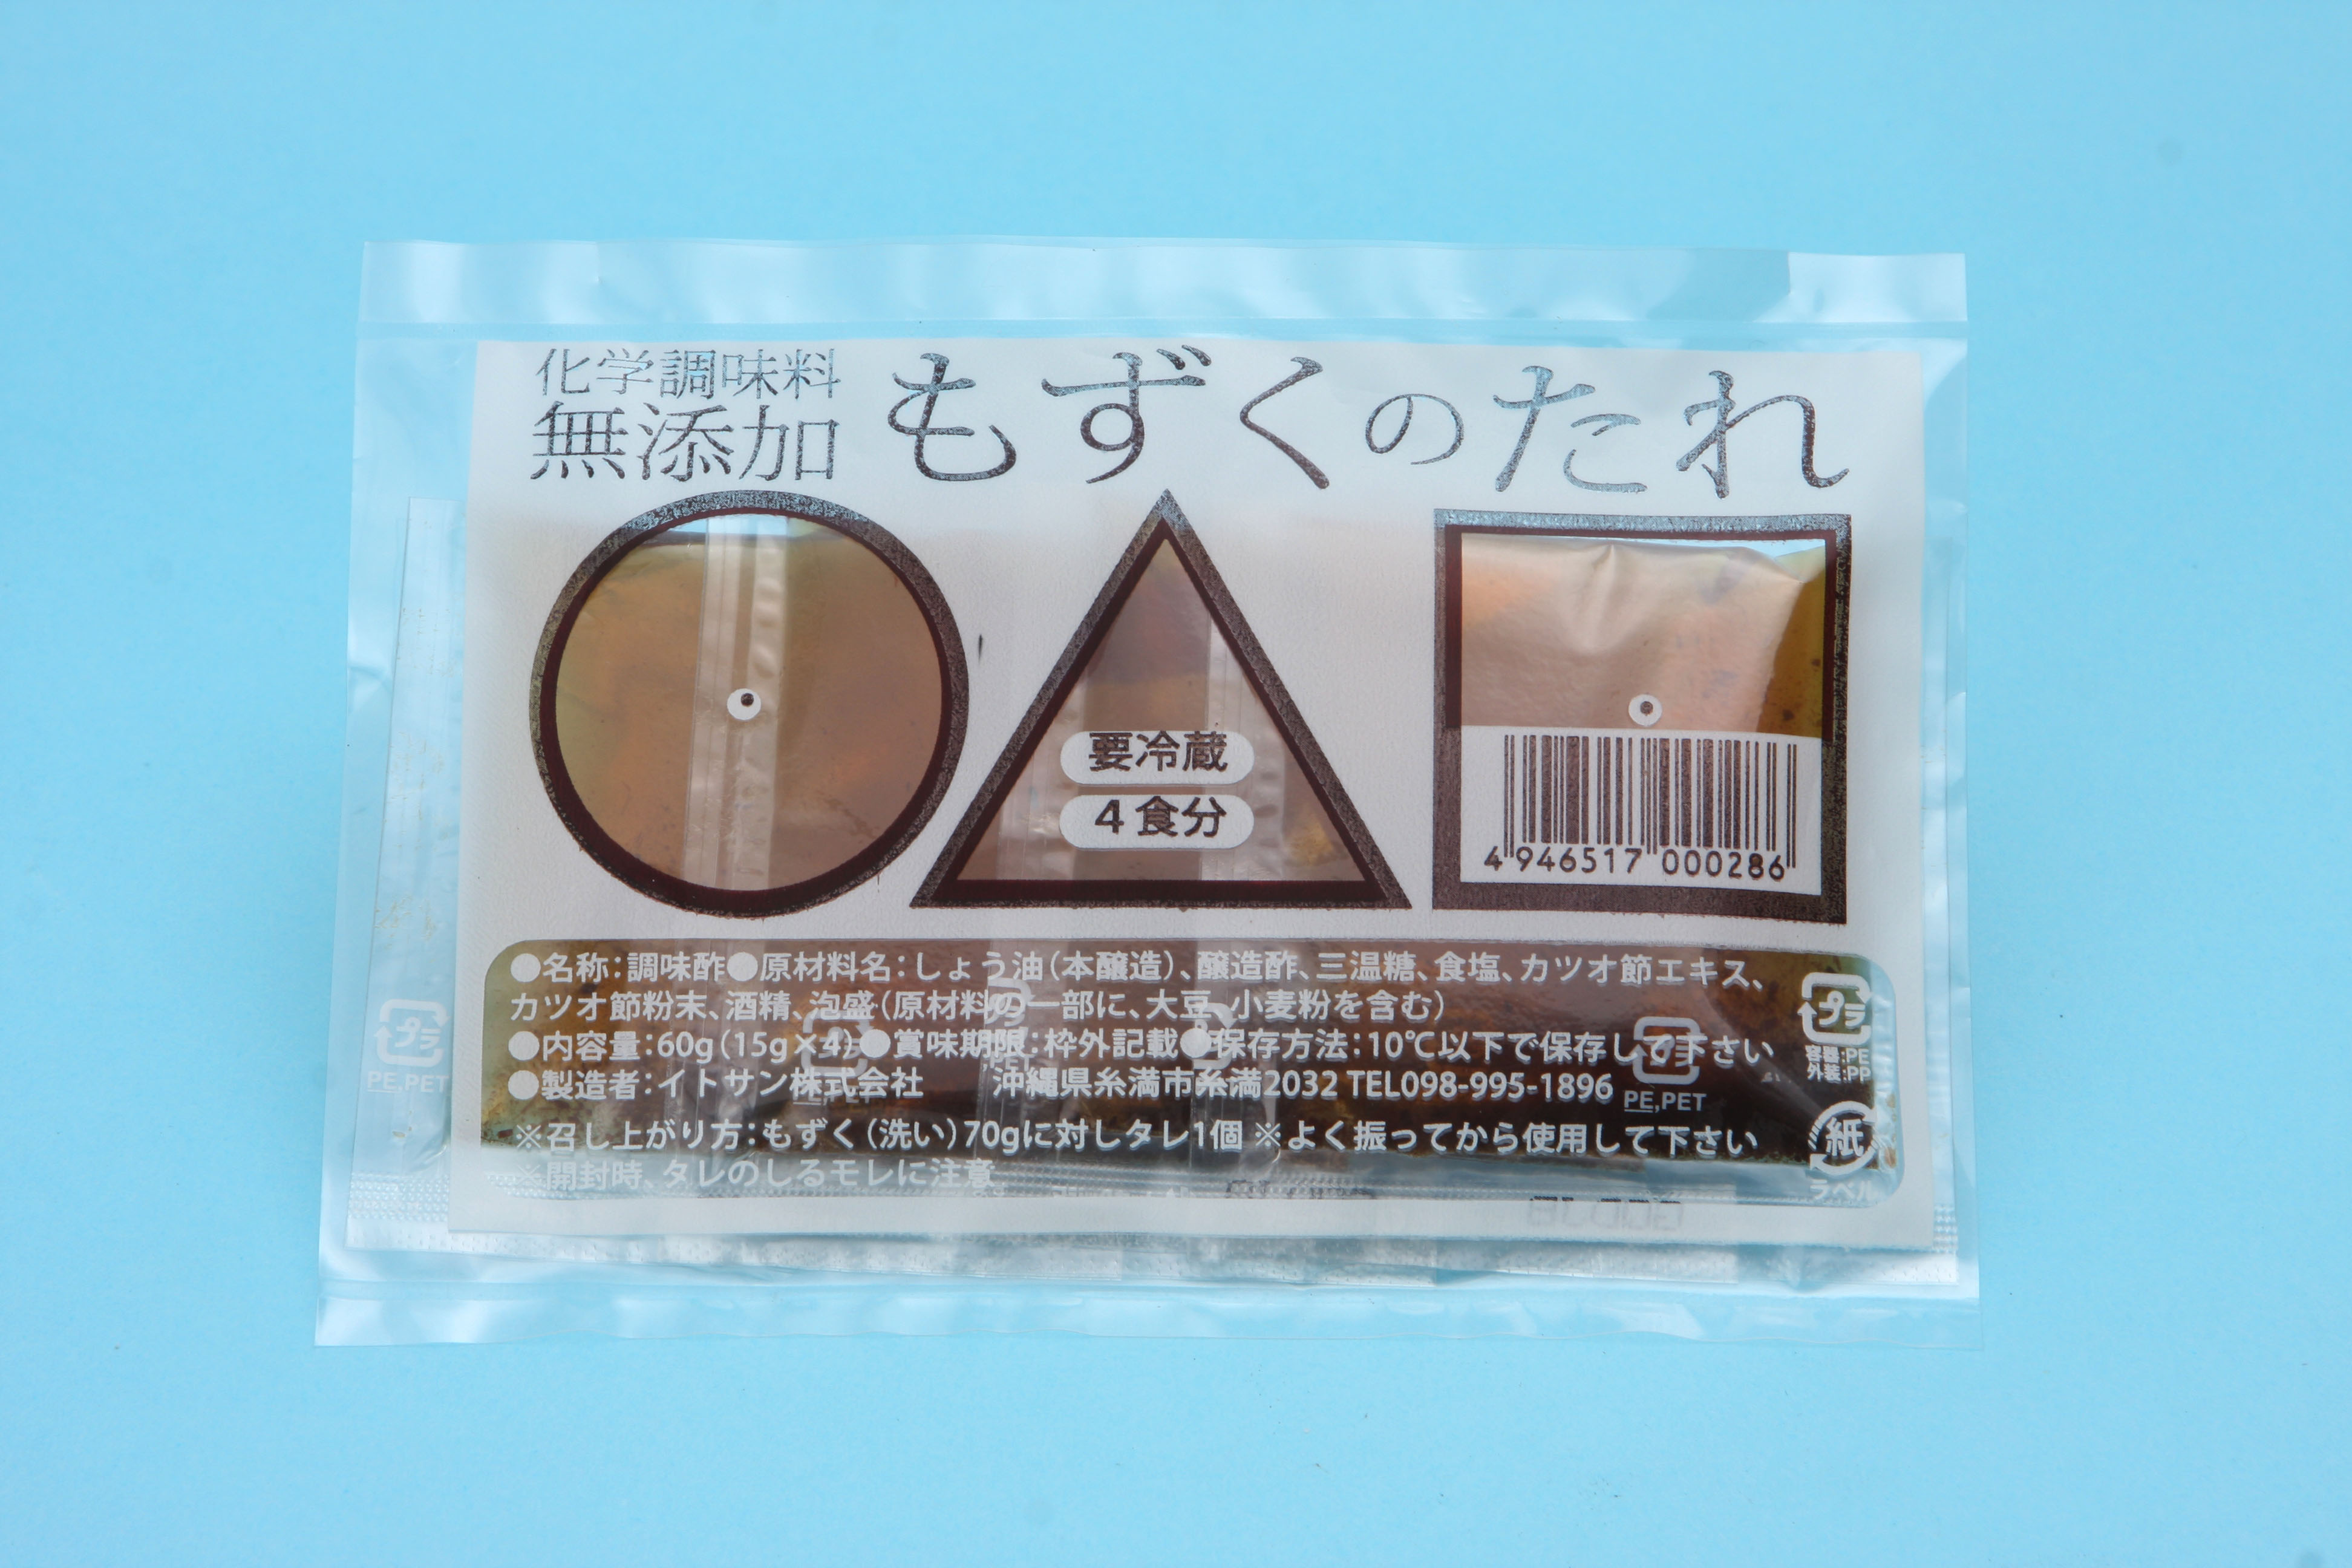 化学調味料
無添加
もずくのたれ
要冷蔵
4食分
4 946517 000286
●名称：調味酢●原材料名：しょう油（本醸造）、醸造酢、三温糖、食塩、カツオ節エキス、
カツオ節粉末、酒精、泡盛（原材料の一部に、大豆、小麦粉を含む）
●内容量：60g（15g×4）●賞味期限：枠外記載●保存方法：10℃以下で保存して下さい
●製造者：イトサン株式会社　沖縄県糸満市糸満2032 TEL098-995-1896
※召し上がり方：もずく（洗い）70gに対しタレ1個 ※よく振ってから使用して下さい
※開封時、タレのしるモレに注意
プラ
容器：PE
外装：PP
紙
ラベル
プラ
PE,PET
プラ
PE,PET